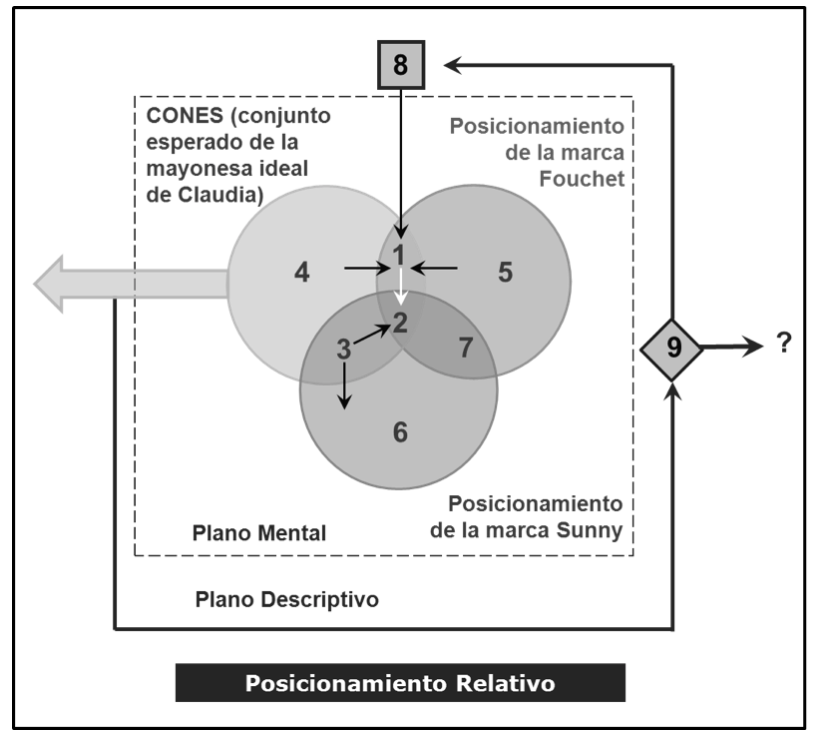 8
CONES (conjunto
esperado de la
mayonesa ideal
de Claudia)
Posicionamiento
de la marca
Fouchet
1
4
5
2
3
7
9
?
6
Posicionamiento
de la marca Sunny
Plano Mental
Plano Descriptivo
Posicionamiento Relativo